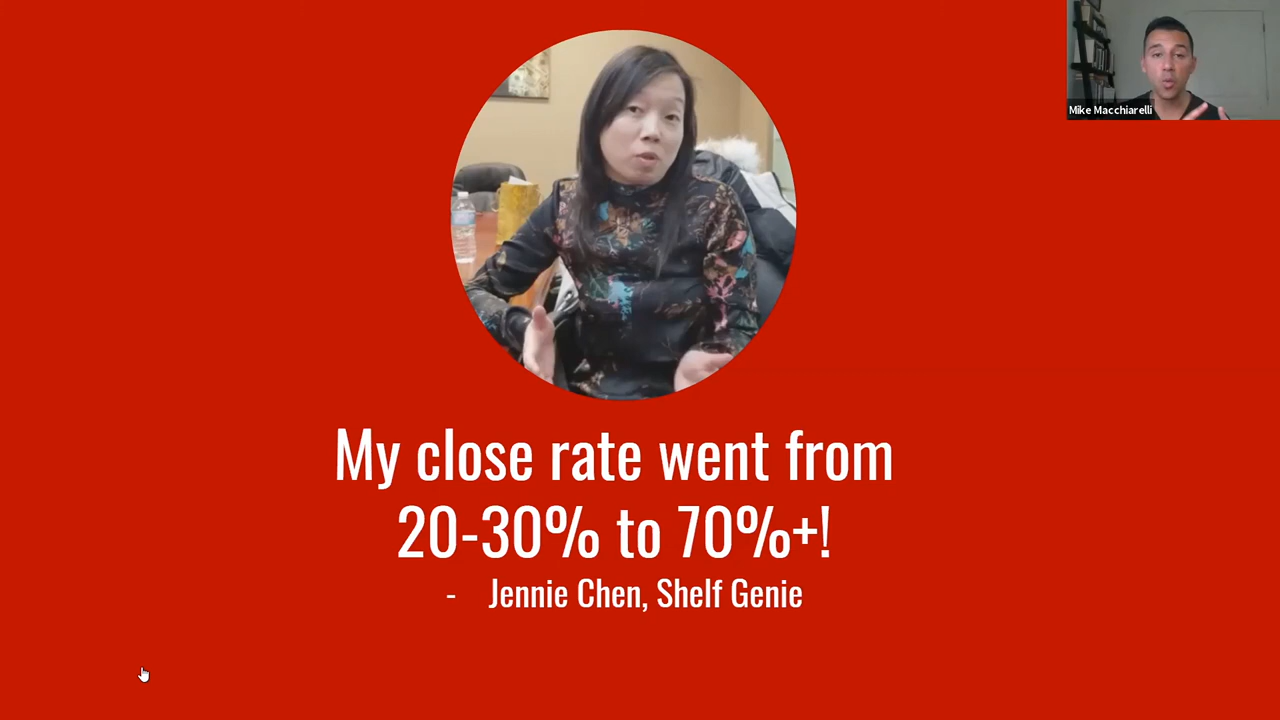 Mike Macchiarelli
My close rate went from
20-30% to 70%+!
- Jennie Chen, Shelf Genie